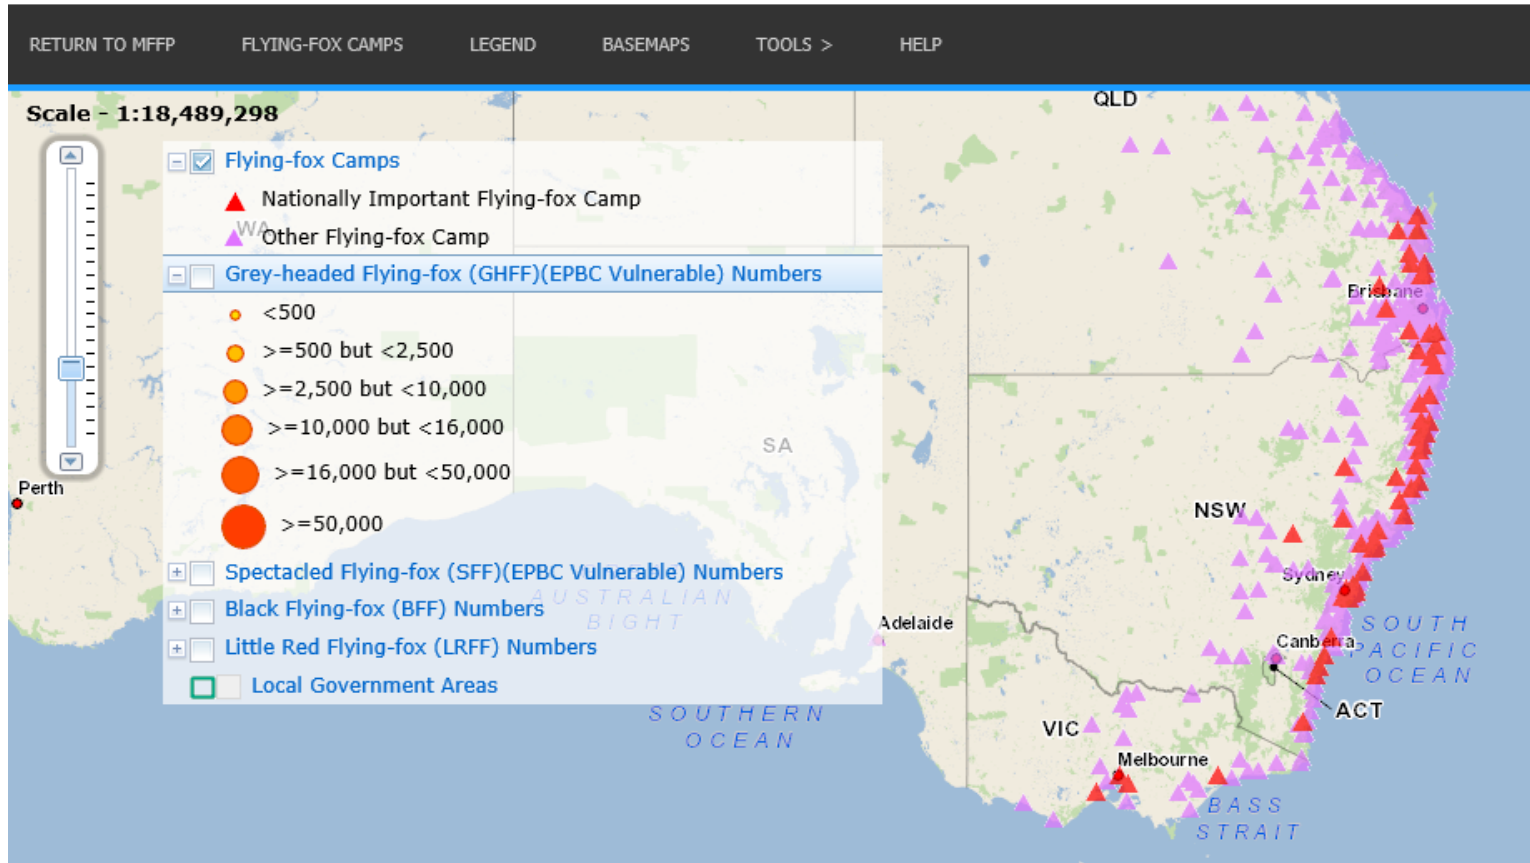 RETURN TO MFFP FLYING-FOX CAMPS LEGEND BASEMAPS TOOLS > HELP
Scale - 1:18,489,298
QLD
Flying-fox Camps
Nationally Important Flying-fox Camp
WA
Other Flying-fox Camp
Grey-headed Flying-fox (GHFF)(EPBC Vulnerable) Numbers
Brisbane
<500
>=500 but <2,500
>=2,500 but <10,000
>=10,000 but <16,000
SA
>=16,000 but <50,000
Perth
NSW
>=50,000
Spectacled Flying-fox (SFF)(EPBC Vulnerable) Numbers
Sydney
AUSTRALIAN
BIGHT
Black Flying-fox (BFF) Numbers
Adelaide
SOUTH
PACIFIC
OCEAN
Canberra
Little Red Flying-fox (LRFF) Numbers
Local Government Areas
SOUTHERN
OCEAN
ACT
VIC
Melbourne
BASS
STRAIT